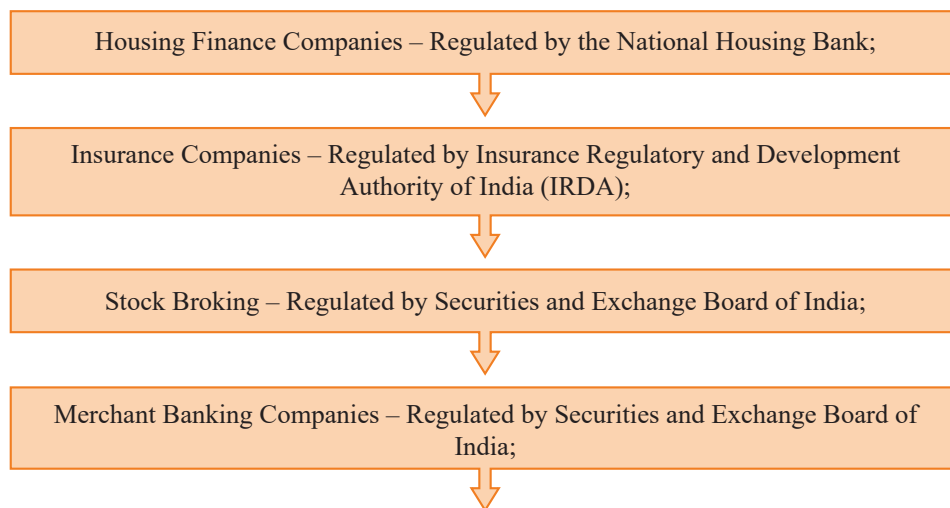 Housing Finance Companies – Regulated by the National Housing Bank;
Insurance Companies – Regulated by Insurance Regulatory and Development
Authority of India (IRDA);
Stock Broking – Regulated by Securities and Exchange Board of India;
Merchant Banking Companies – Regulated by Securities and Exchange Board of
India;